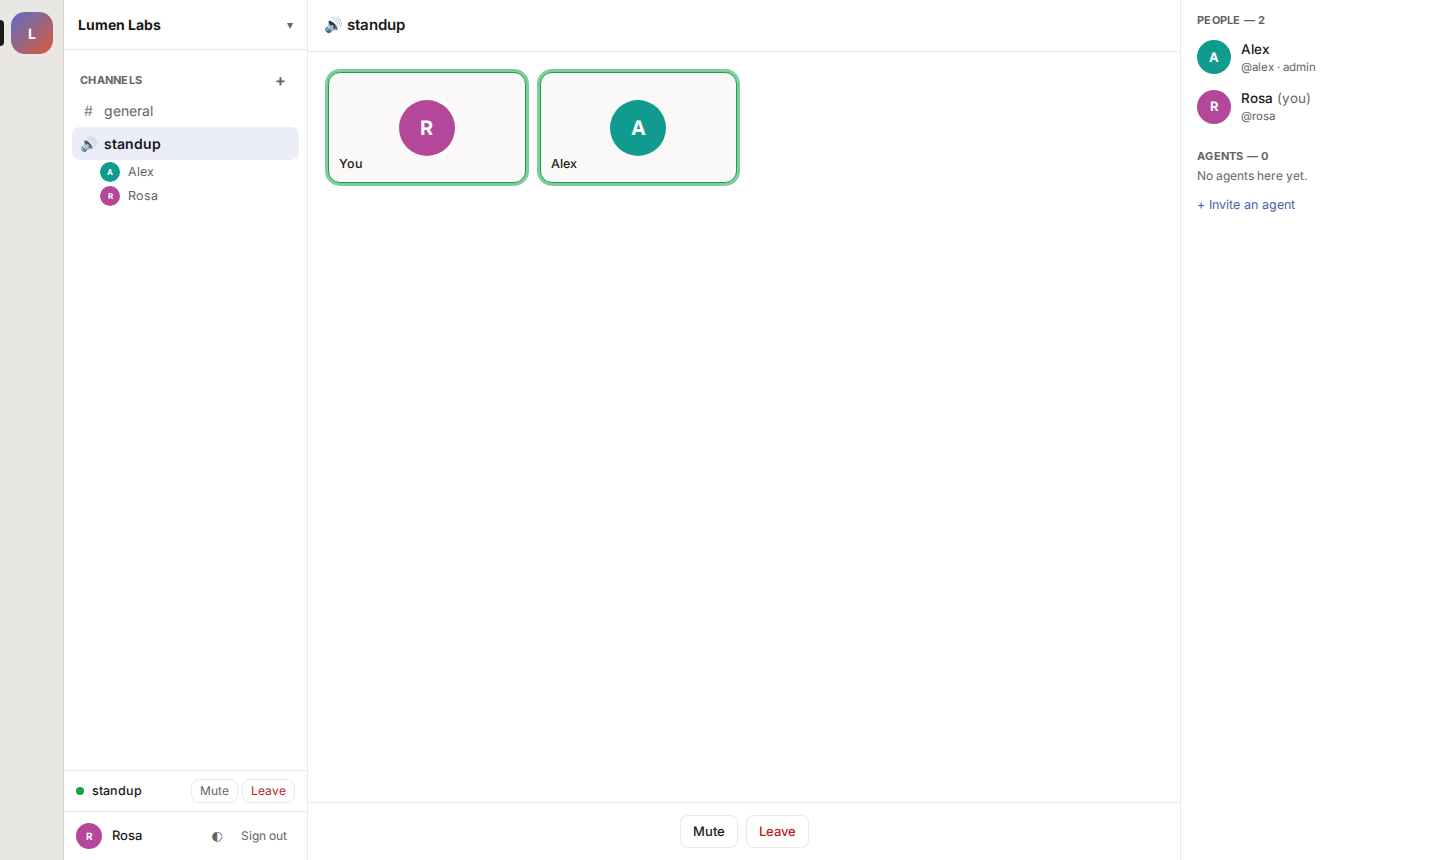 L
Lumen Labs ▾
CHANNELS +
# general
🔊 standup
A Alex
R Rosa
standup Mute Leave
R Rosa ◐ Sign out
🔊 standup
R
You
A
Alex
Mute Leave
PEOPLE — 2
A
Alex
@alex · admin
R
Rosa (you)
@rosa
AGENTS — 0
No agents here yet.
+ Invite an agent